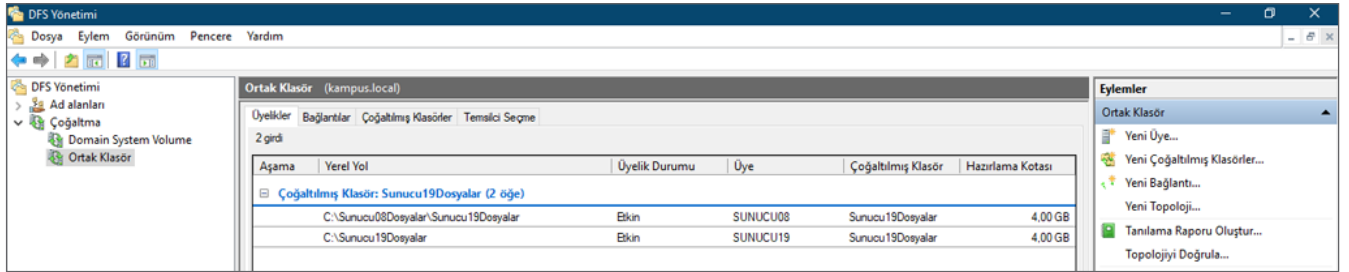 DFS Yönetimi
Dosya Eylem Görünüm Pencere Yardım
DFS Yönetimi
Ad alanları
Çoğaltma
Domain System Volume
Ortak Klasör
Ortak Klasör (kampus.local)
Üyelikler Bağlantılar Çoğaltılmış Klasörler Temsilci Seçme
2 girdi
Aşama Yerel Yol Üyelik Durumu Üye Çoğaltılmış Klasör Hazırlama Kotası
Çoğaltılmış Klasör: Sunucu19Dosyalar (2 öğe)
C:\Sunucu08Dosyalar\Sunucu19Dosyalar Etkin SUNUCU08 Sunucu19Dosyalar 4,00 GB
C:\Sunucu19Dosyalar Etkin SUNUCU19 Sunucu19Dosyalar 4,00 GB
Eylemler
Ortak Klasör
Yeni Üye...
Yeni Çoğaltılmış Klasörler...
Yeni Bağlantı...
Yeni Topoloji...
Tanılama Raporu Oluştur...
Topolojiyi Doğrula...